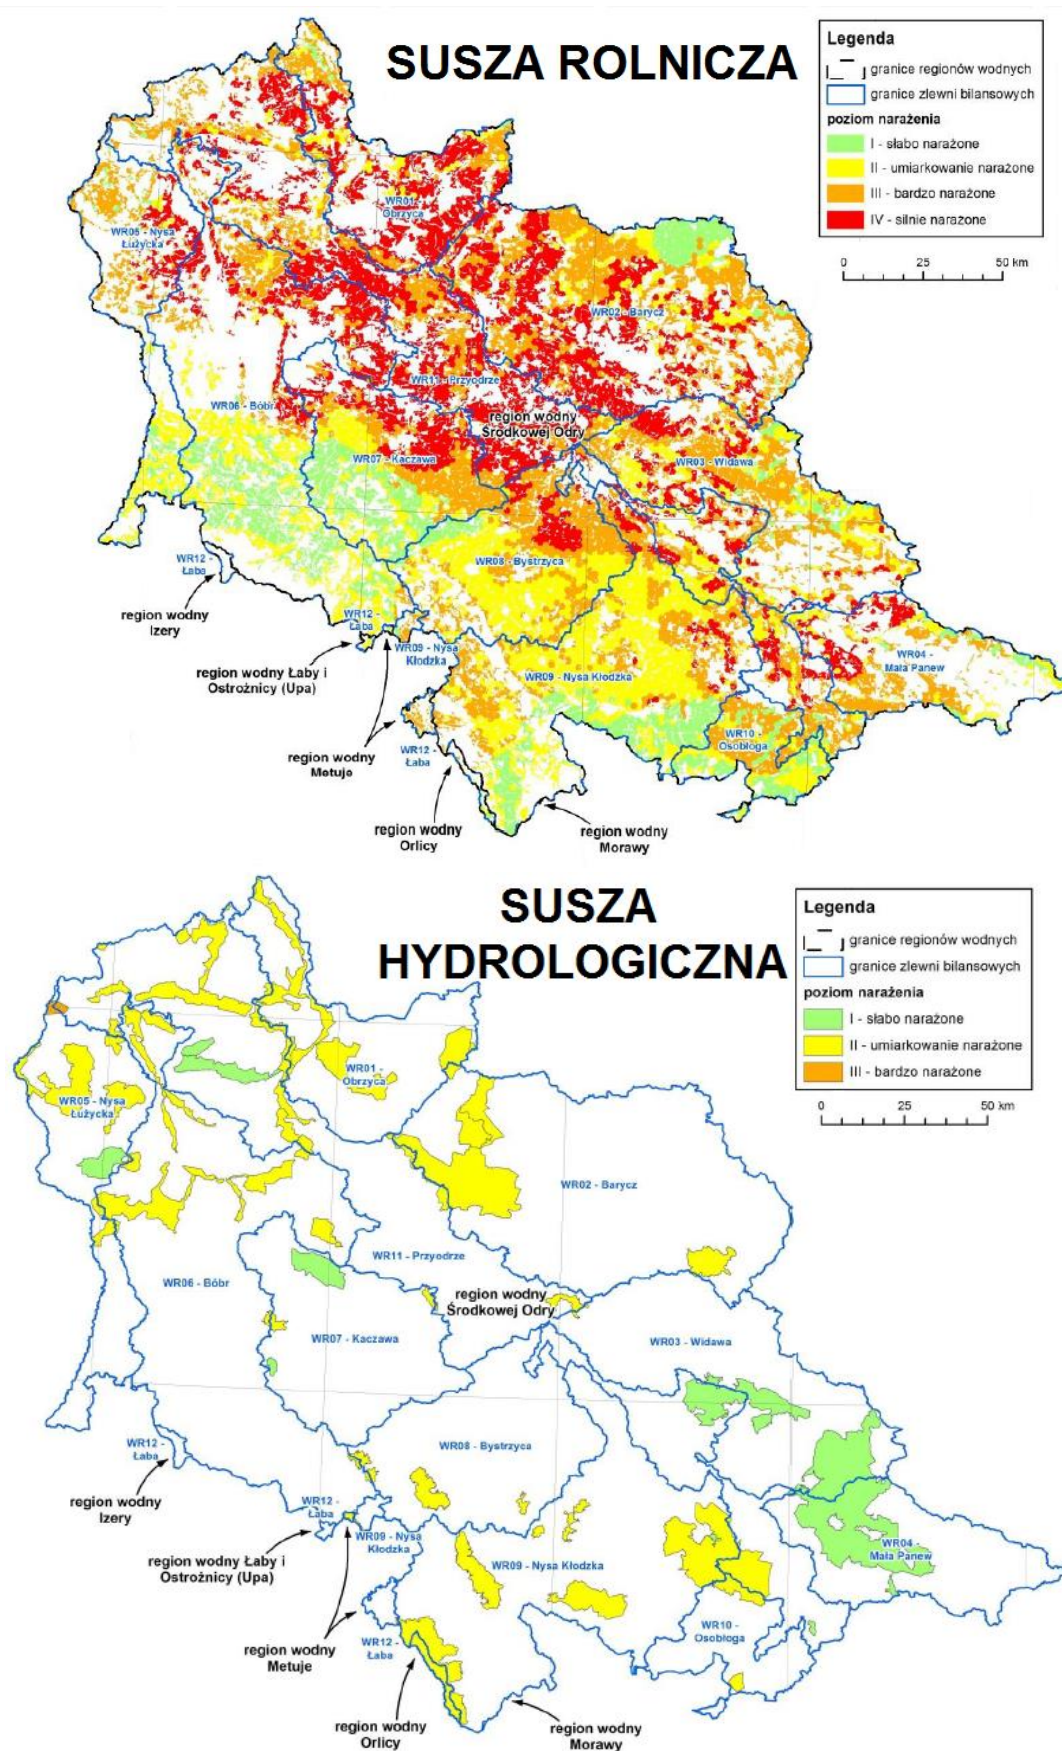 SUSZA ROLNICZA
Legenda
granice regionów wodnych
granice zlewni bilansowych
poziom narażenia
I - słabo narażone
II - umiarkowanie narażone
III - bardzo narażone
IV - silnie narażone
0 25 50 km
WR01 -
Obrzyca
WR05 - Nysa
Łużycka
WR02 - Barycz
WR11 - Przyodrze
WR06 - Bóbr
region wodny
Środkowej Odry
WR07 - Kaczawa
WR03 - Widawa
WR12 -
Łaba
WR08 - Bystrzyca
region wodny
Izery
WR12 -
Łaba
WR09 - Nysa
Kłodzka
WR04 -
Mała Panew
region wodny Łaby i
Ostrożnicy (Upa)
WR09 - Nysa Kłodzka
WR10 -
Osobłoga
region wodny
Metuje
WR12 -
Łaba
region wodny
Orlicy
region wodny
Morawy
SUSZA
HYDROLOGICZNA
Legenda
granice regionów wodnych
granice zlewni bilansowych
poziom narażenia
I - słabo narażone
II - umiarkowanie narażone
III - bardzo narażone
0 25 50 km
WR01 -
Obrzyca
WR05 - Nysa
Łużycka
WR02 - Barycz
WR11 - Przyodrze
WR06 - Bóbr
region wodny
Środkowej Odry
WR07 - Kaczawa
WR03 - Widawa
WR12 -
Łaba
WR08 - Bystrzyca
region wodny
Izery
WR12 -
Łaba
WR09 - Nysa
Kłodzka
WR04 -
Mała Panew
region wodny Łaby i
Ostrożnicy (Upa)
WR09 - Nysa Kłodzka
WR10 -
Osobłoga
region wodny
Metuje
WR12 -
Łaba
region wodny
Orlicy
region wodny
Morawy